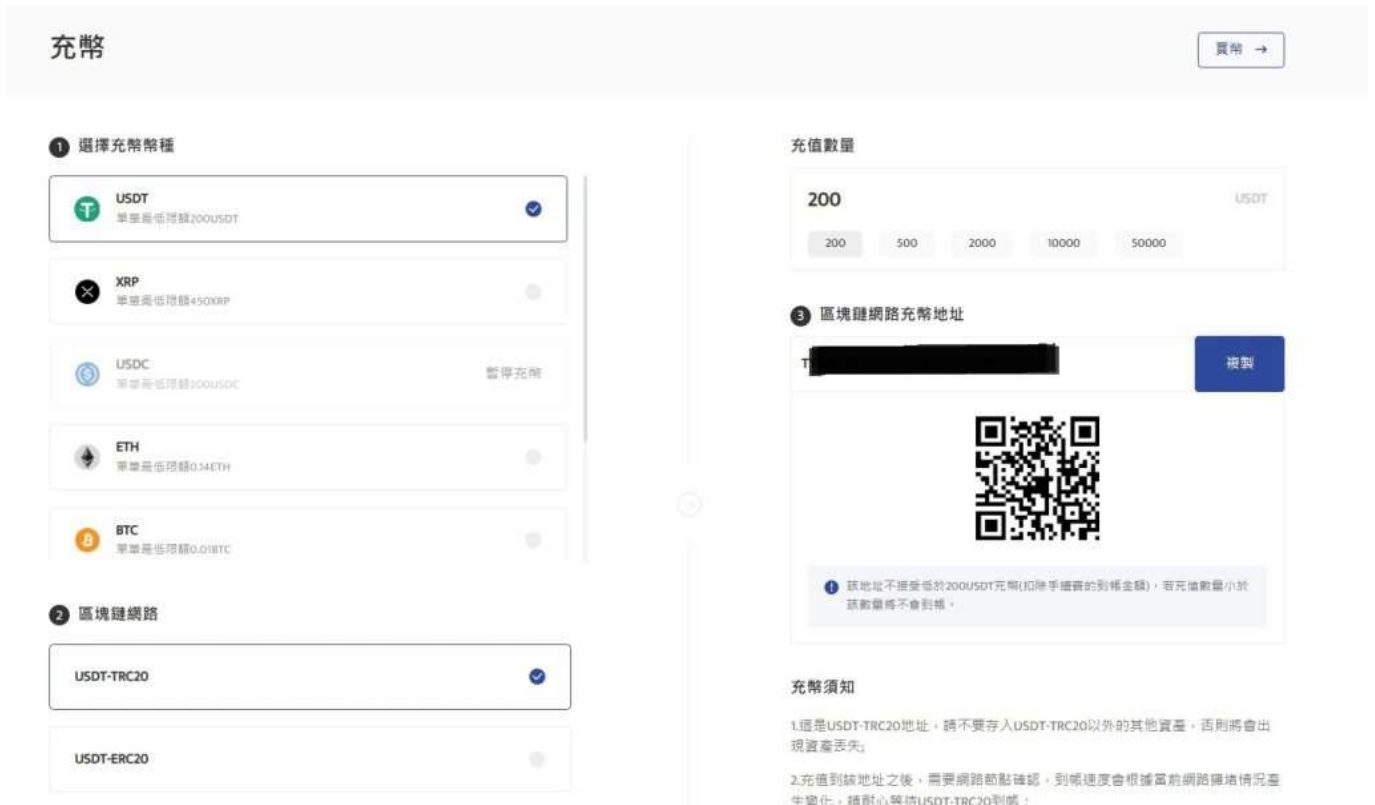 充幣
買幣 →
1 選擇充幣幣種
USDT
單筆最低限額200USDT
XRP
單筆最低限額450XRP
USDC
單筆最低限額200USDC
暫停充幣
ETH
單筆最低限額0.14ETH
BTC
單筆最低限額0.01BTC
2 區塊鏈網路
USDT-TRC20
USDT-ERC20
充值數量
200
USDT
200 500 2000 10000 50000
3 區塊鏈網路充幣地址
複製
該地址不接受低於200USDT充幣(扣除手續費的到帳金額)，若充值數量小於
該數量將不會到帳。
充幣須知
1.這是USDT-TRC20地址，請不要存入USDT-TRC20以外的其他資產，否則將會出
現資產丟失;
2.充值到該地址之後，需要網路節點確認，到帳速度會根據當前網路擁堵情況產
生變化，請耐心等待USDT-TRC20到帳；